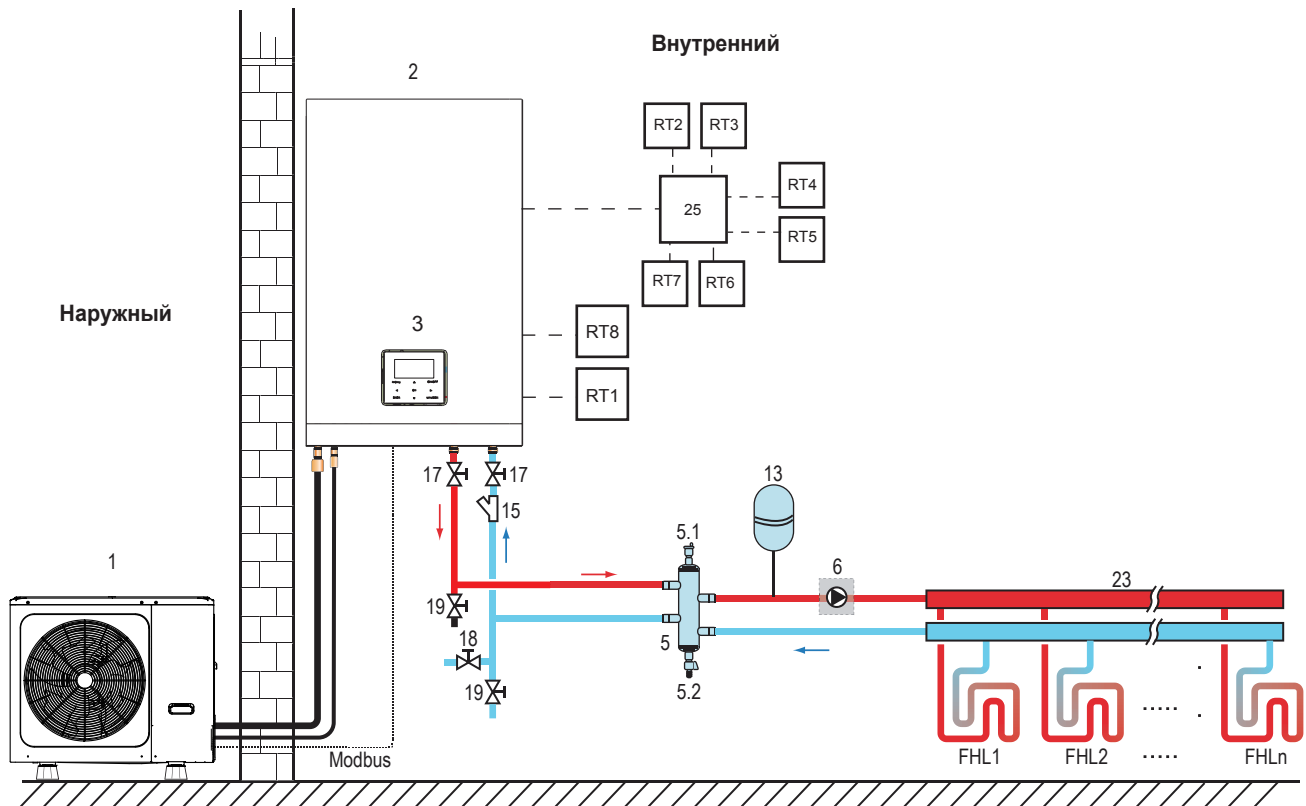 Внутренний
2
RT2
RT3
RT4
25
RT5
RT7
RT6
Наружный
3
RT8
RT1
17
17
13
15
5.1
1
6
23
19
18
5
19
5.2
Modbus
FHL1
FHL2
.....
.....
FHLn